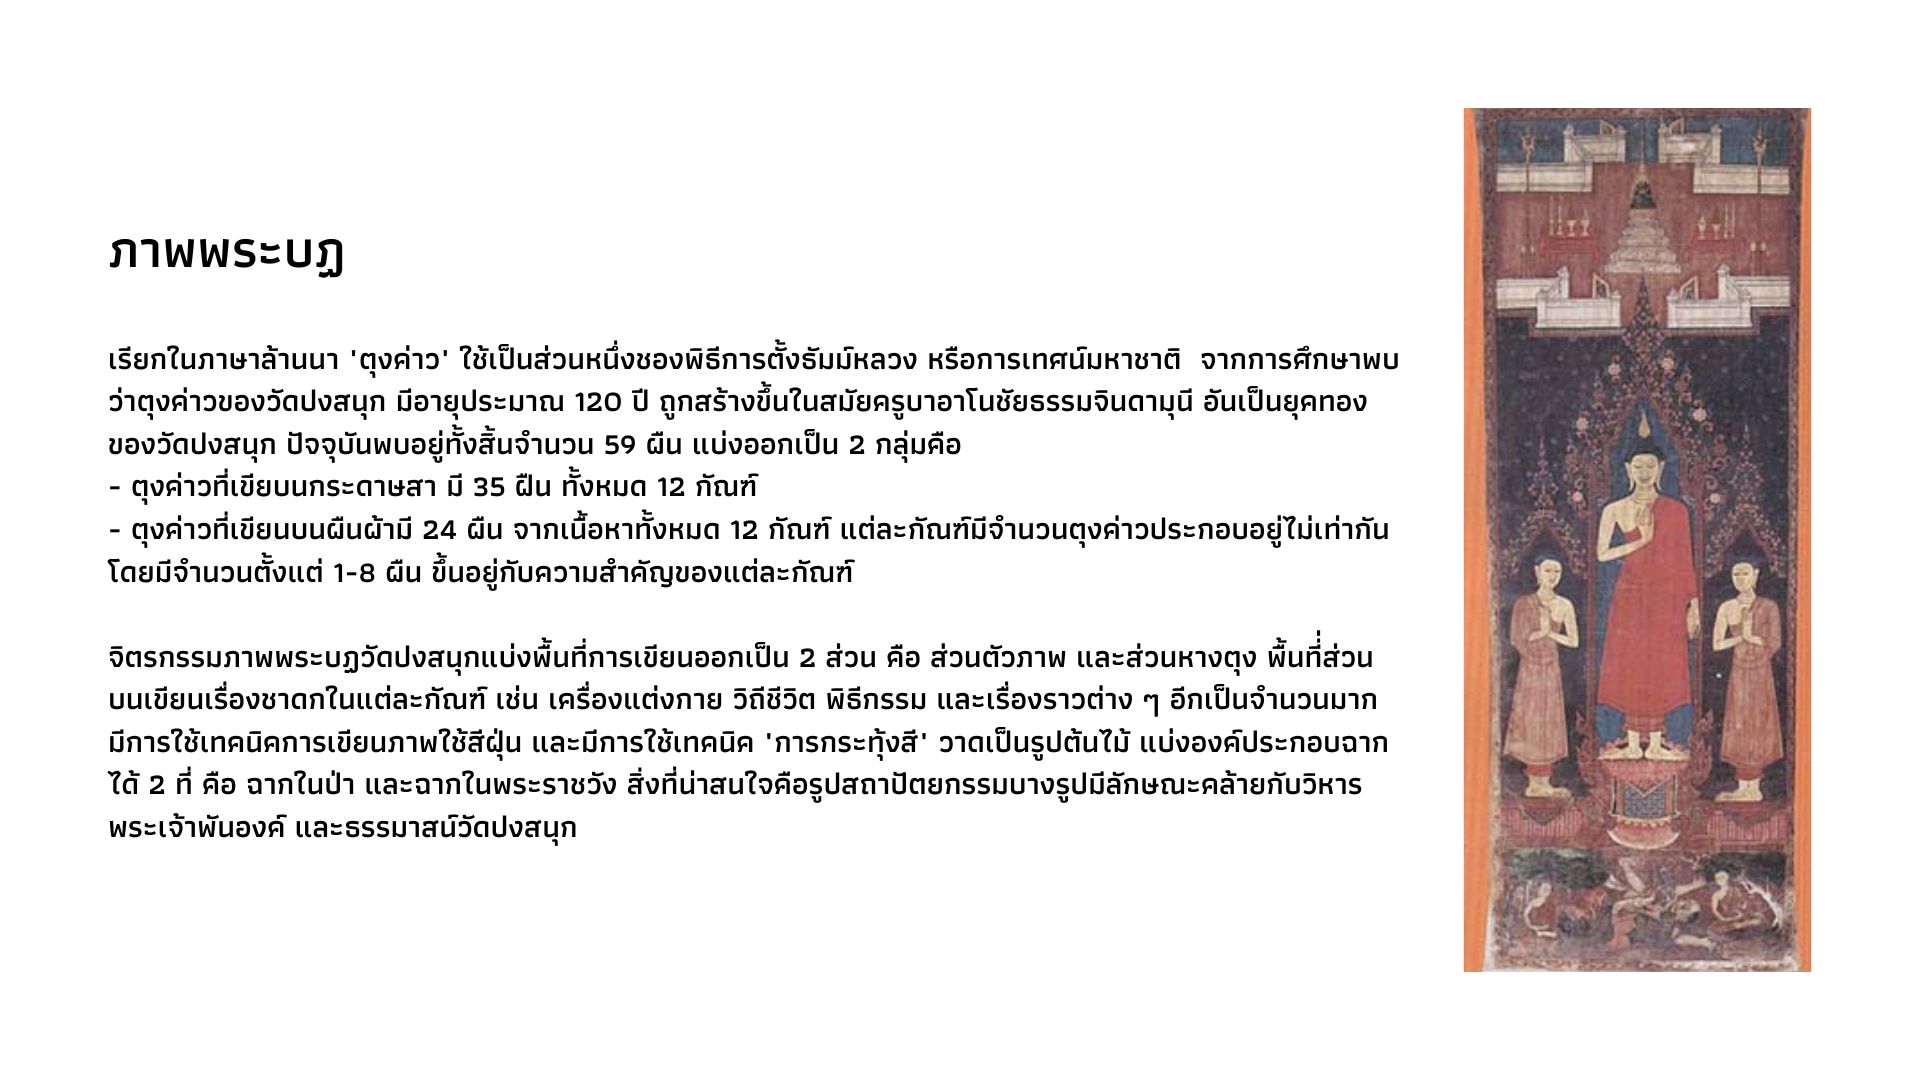 ภาพพระบฏ
เรียกในภาษาล้านนา 'ตุงค่าว' ใช้เป็นส่วนหนึ่งชองพิธีการตั้งธัมม์หลวง หรือการเทศน์มหาชาติ  จากการศึกษาพบ
ว่าตุงค่าวของวัดปงสนุก มีอายุประมาณ 120 ปี ถูกสร้างขึ้นในสมัยครูบาอาโนชัยธรรมจินดามุนี อันเป็นยุคทอง
ของวัดปงสนุก ปัจจุบันพบอยู่ทั้งสิ้นจำนวน 59 ผืน แบ่งออกเป็น 2 กลุ่มคือ
- ตุงค่าวที่เขียบนกระดาษสา มี 35 ฝืน ทั้งหมด 12 กัณฑ์
- ตุงค่าวที่เขียนบนผืนผ้ามี 24 ผืน จากเนื้อหาทั้งหมด 12 กัณฑ์ แต่ละกัณฑ์มีจำนวนตุงค่าวประกอบอยู่ไม่เท่ากัน
โดยมีจำนวนตั้งแต่ 1-8 ผืน ขึ้นอยู่กับความสำคัญของแต่ละกัณฑ์
จิตรกรรมภาพพระบฏวัดปงสนุกแบ่งพื้นที่การเขียนออกเป็น 2 ส่วน คือ ส่วนตัวภาพ และส่วนหางตุง พื้นที่่ส่วน
บนเขียนเรื่องชาดกในแต่ละกัณฑ์ เช่น เครื่องแต่งกาย วิถีชีวิต พิธีกรรม และเรื่องราวต่าง ๆ อีกเป็นจำนวนมาก
มีการใช้เทคนิคการเขียนภาพใช้สีฝุ่น และมีการใช้เทคนิค 'การกระทุ้งสี' วาดเป็นรูปต้นไม้ แบ่งองค์ประกอบฉาก
ได้ 2 ที่ คือ ฉากในป่า และฉากในพระราชวัง สิ่งที่น่าสนใจคือรูปสถาปัตยกรรมบางรูปมีลักษณะคล้ายกับวิหาร
พระเจ้าพันองค์ และธรรมาสน์วัดปงสนุก